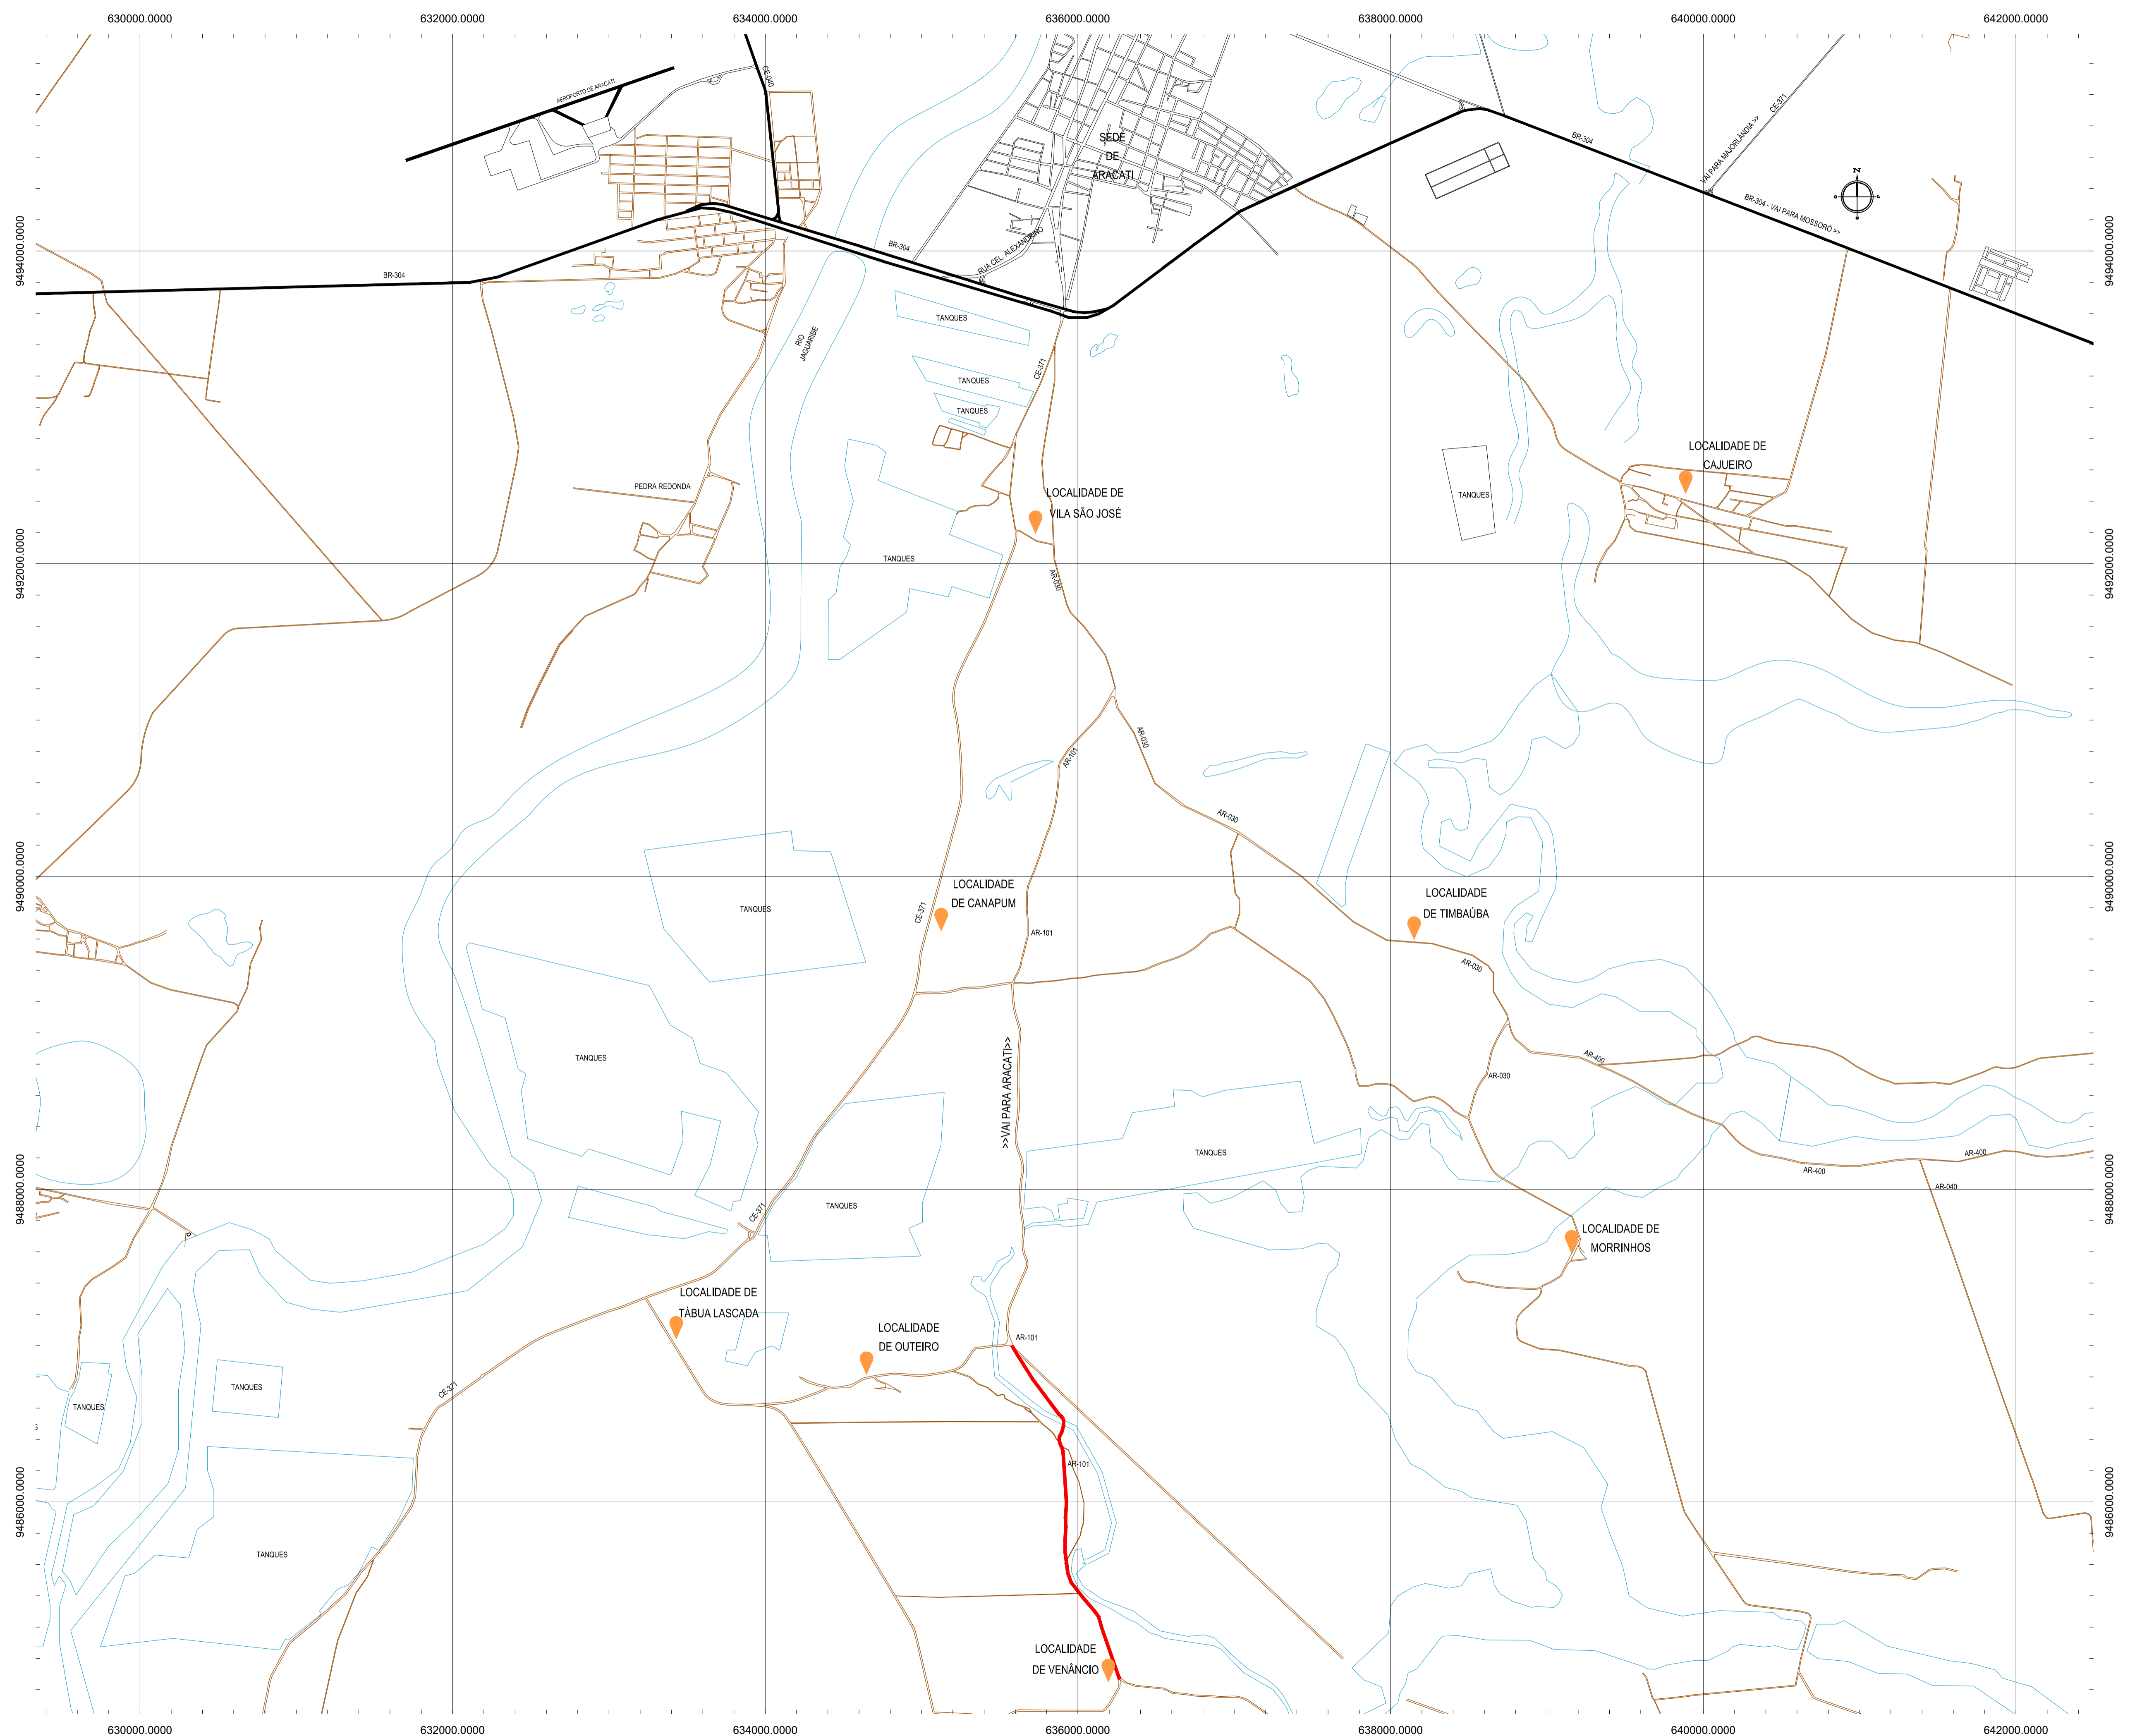 630000.0000
632000.0000
634000.0000
636000.0000
638000.0000
640000.0000
642000.0000
AEROPORTO DE ARACATI
CE-040
SEDE
DE
ARACATI
BR-304
CE-371
VAI PARA MAJORLÂNDIA >>
BR-304 - VAI PARA MOSSORÓ >>
N
9494000.0000
9494000.0000
BR-304
BR-304
RUA CEL. ALEXANDRINO
RIO
JAGUARIBE
TANQUES
CE-371
TANQUES
TANQUES
LOCALIDADE DE
CAJUEIRO
PEDRA REDONDA
LOCALIDADE DE
VILA SÃO JOSÉ
TANQUES
TANQUES
9492000.0000
9492000.0000
AR-030
AR-030
AR-101
AR-030
9490000.0000
9490000.0000
LOCALIDADE
DE CANAPUM
TANQUES
CE-371
AR-101
LOCALIDADE
DE TIMBAÚBA
AR-030
TANQUES
>>VAI PARA ARACATI>>
AR-400
AR-030
TANQUES
AR-400
AR-400
AR-040
9488000.0000
9488000.0000
TANQUES
CE-371
LOCALIDADE DE
MORRINHOS
LOCALIDADE DE
TÁBUA LASCADA
LOCALIDADE
DE OUTEIRO
AR-101
TANQUES
CE-371
TANQUES
S
AR-101
9486000.0000
9486000.0000
TANQUES
LOCALIDADE
DE VENÂNCIO
630000.0000
632000.0000
634000.0000
636000.0000
638000.0000
640000.0000
642000.0000